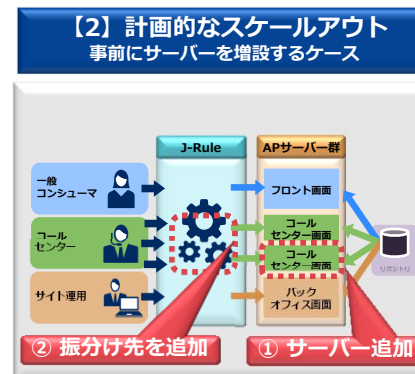 【2】計画的なスケールアウト
事前にサーバーを増設するケース
J-Rule
APサーバー群
一般
コンシューマ
フロント画面
コール
センター
コール
センター画面
コール
センター画面
リポジトリ
サイト運用
バック
オフィス画面
② 振分け先を追加
① サーバー追加